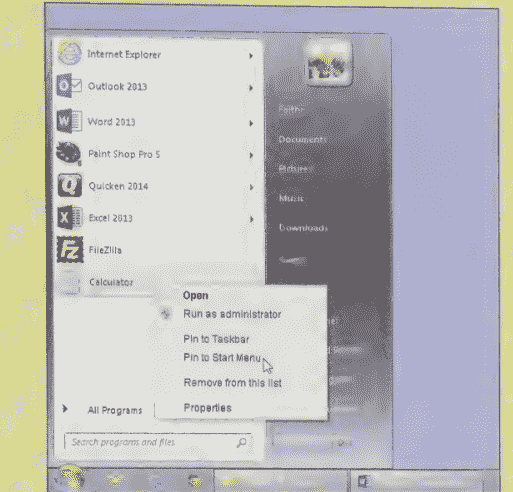 Internet Explorer
Outlook 2013
Word 2013
Paint Shop Pro 5
Quicken 2014
Excel 2013
FileZilla
Calculator
Faith
Documents
Pictures
Music
Downloads
Open
Run as administrator
Pin to Taskbar
Pin to Start Menu
Remove from this list
Properties
All Programs
Search programs and files